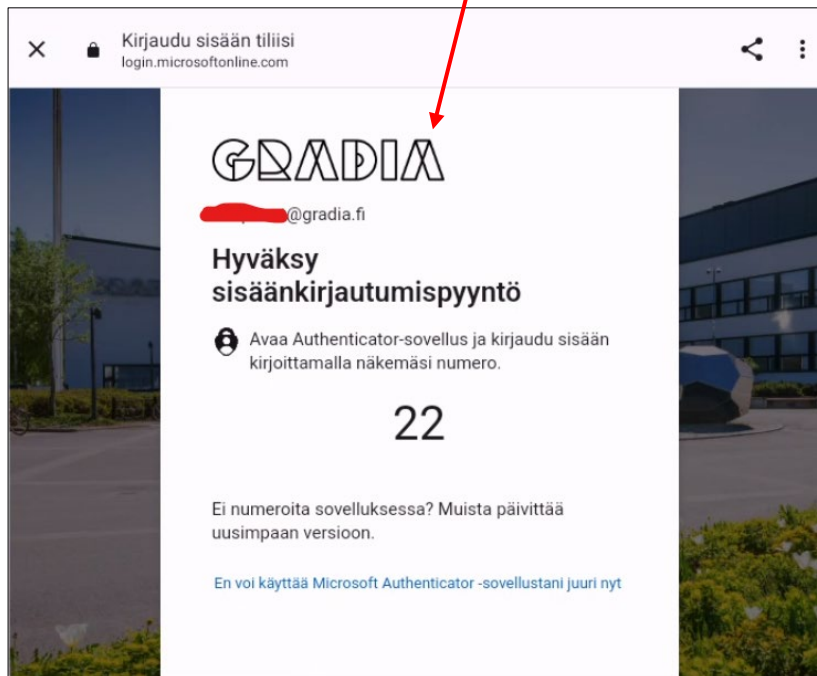 Kirjaudu sisään tiliisi
login.microsoftonline.com
GRADIA
@gradia.fi
Hyväksy
sisäänkirjautumispyyntö
Avaa Authenticator-sovellus ja kirjaudu sisään
kirjoittamalla näkemäsi numero.
22
Ei numeroita sovelluksessa? Muista päivittää
uusimpaan versioon.
En voi käyttää Microsoft Authenticator -sovellustani juuri nyt